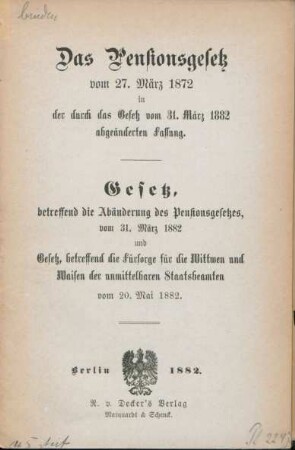 Das Pensionsgesetz
vom 27. März 1872
in
der durch das Gesetz vom 31. März 1882
abgeänderten Fassung.
Gesetz,
betreffend die Abänderung des Pensionsgesetzes,
vom 31. März 1882
und
Gesetz, betreffend die Fürsorge für die Wittwen und
Waisen der unmittelbaren Staatsbeamten
vom 20. Mai 1882.
Berlin 1882.
R. v. Decker's Verlag
Marquardt & Schenck.